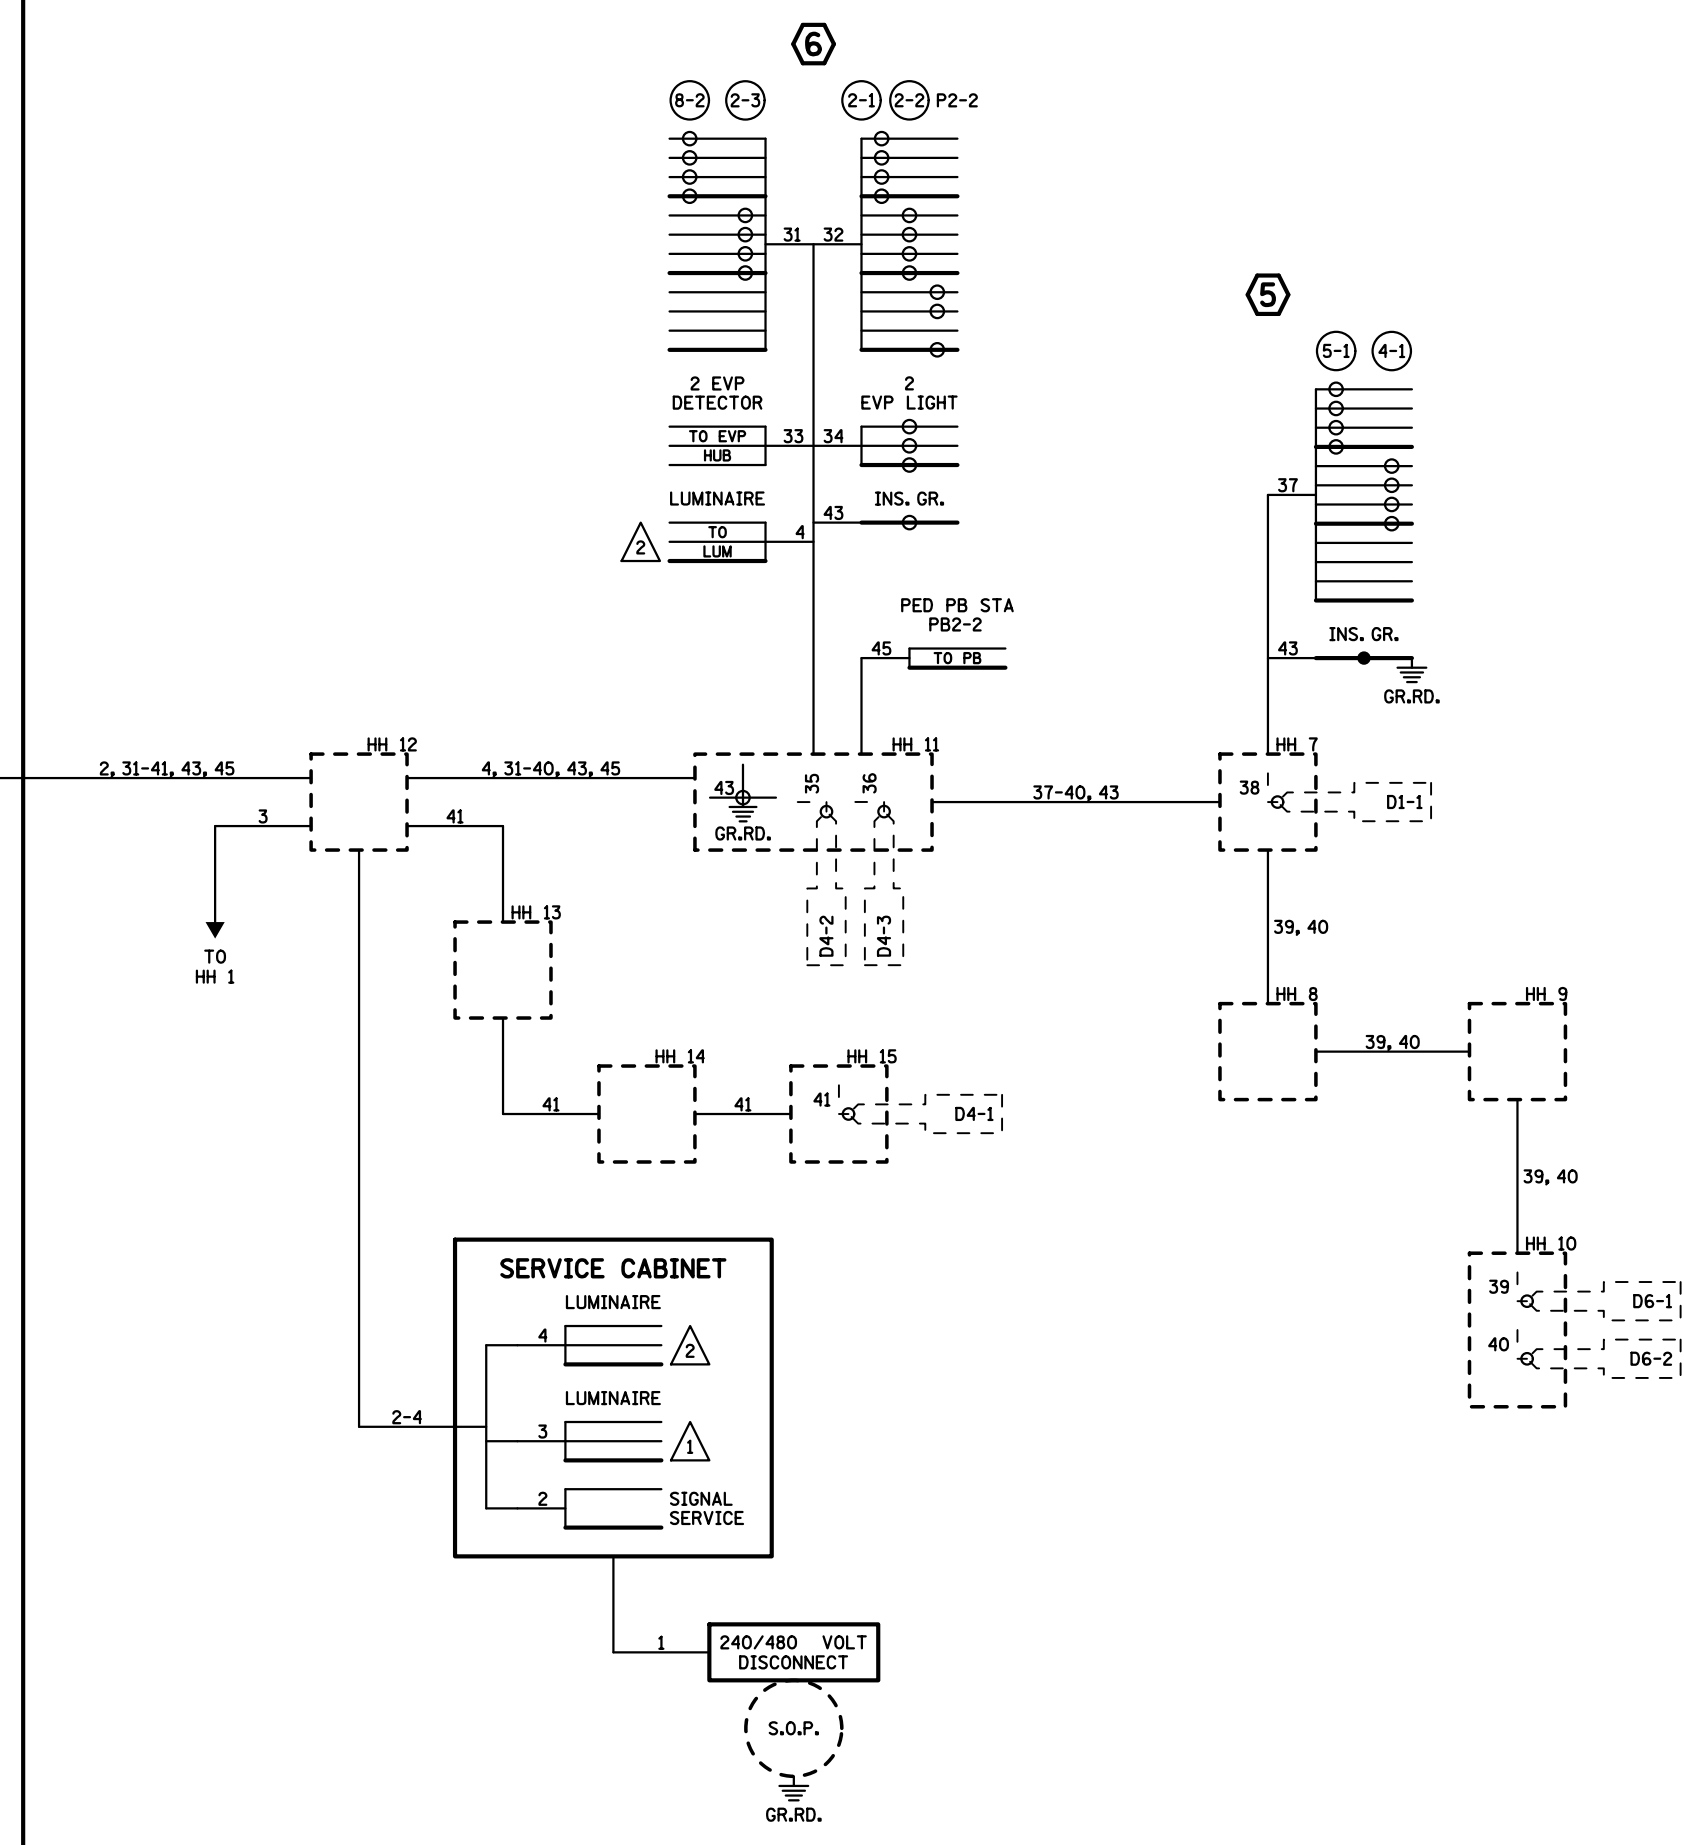 6
8-2 2-3 2-1 2-2 P2-2
31 32
2 EVP
DETECTOR
2
EVP LIGHT
TO EVP
HUB
33 34
LUMINAIRE
INS. GR.
2
TO
LUM
4
43
PED PB STA
PB2-2
45
TO PB
5
5-1 4-1
37
INS. GR.
43
GR.RD.
2, 31-41, 43, 45
HH 12
4, 31-40, 43, 45
HH 11
43
GR.RD.
35
36
D4-2
D4-3
37-40, 43
HH 7
38
D1-1
3
TO
HH 1
41
HH 13
39, 40
HH 8
39, 40
HH 9
41
HH 14
41
HH 15
41
D4-1
39, 40
HH 10
39
D6-1
40
D6-2
SERVICE CABINET
LUMINAIRE
4
2
LUMINAIRE
2-4
3
1
2
SIGNAL
SERVICE
1
240/480 VOLT
DISCONNECT
S.O.P.
GR.RD.